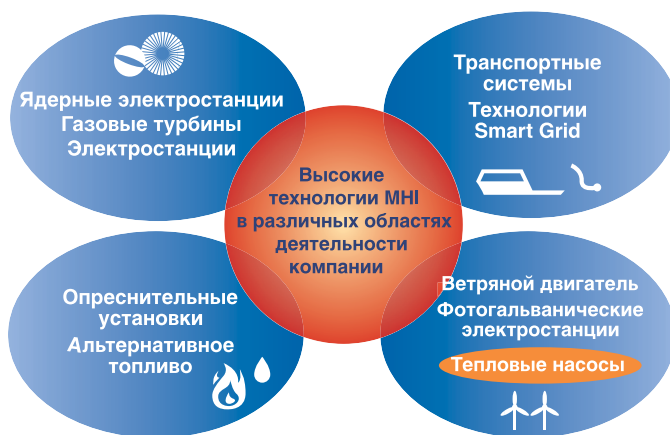 Ядерные электростанции
Газовые турбины
Электростанции
Транспортные
системы
Технологии
Smart Grid
Высокие
технологии MHI
в различных областях
деятельности
компании
Опреснительные
установки
Альтернативное
топливо
Ветряной двигатель
Фотогальванические
электростанции
Тепловые насосы